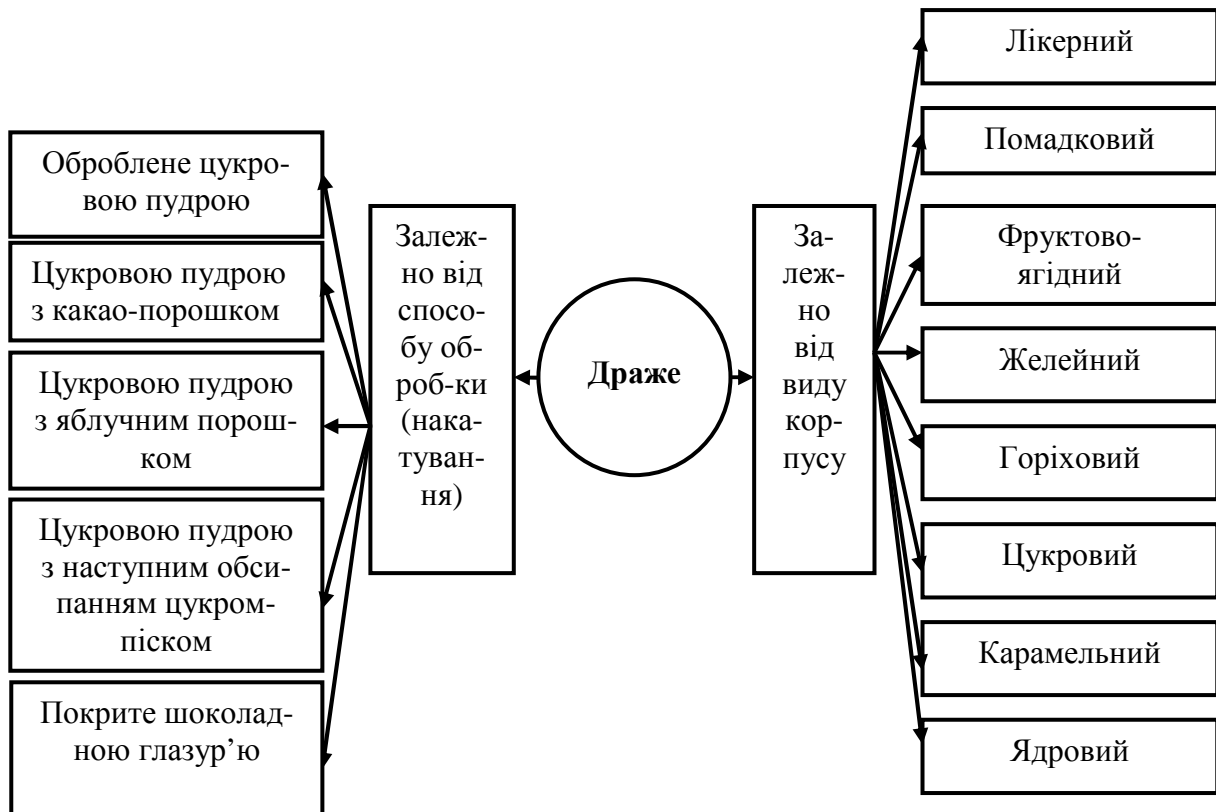 Оброблене цукро-
вою пудрою
Цукровою пудрою
з какао-порошком
Цукровою пудрою
з яблучним порош-
ком
Цукровою пудрою
з наступним обси-
панням цукром-
піском
Покрите шоколад-
ною глазур’ю
Залеж-
но від
спосо-
бу об-
роб-ки
(нака-
туван-
ня)
Драже
За-
леж-
но
від
виду
кор-
пусу
Лікерний
Помадковий
Фруктово-
ягідний
Желейний
Горіховий
Цукровий
Карамельний
Ядровий